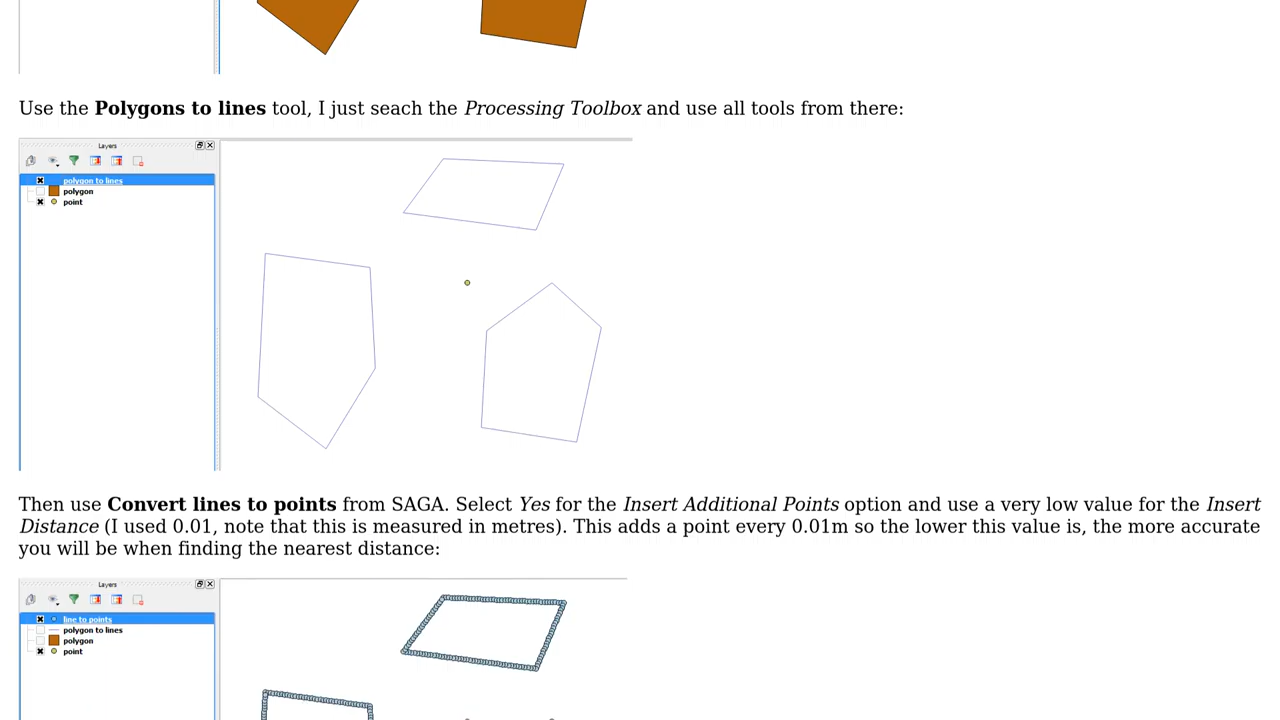 Use the Polygons to lines tool, I just seach the Processing Toolbox and use all tools from there:
Layers
polygon to lines
polygon
point
Then use Convert lines to points from SAGA. Select Yes for the Insert Additional Points option and use a very low value for the Insert
Distance (I used 0.01, note that this is measured in metres). This adds a point every 0.01m so the lower this value is, the more accurate
you will be when finding the nearest distance:
Layers
line to points
polygon to lines
polygon
point